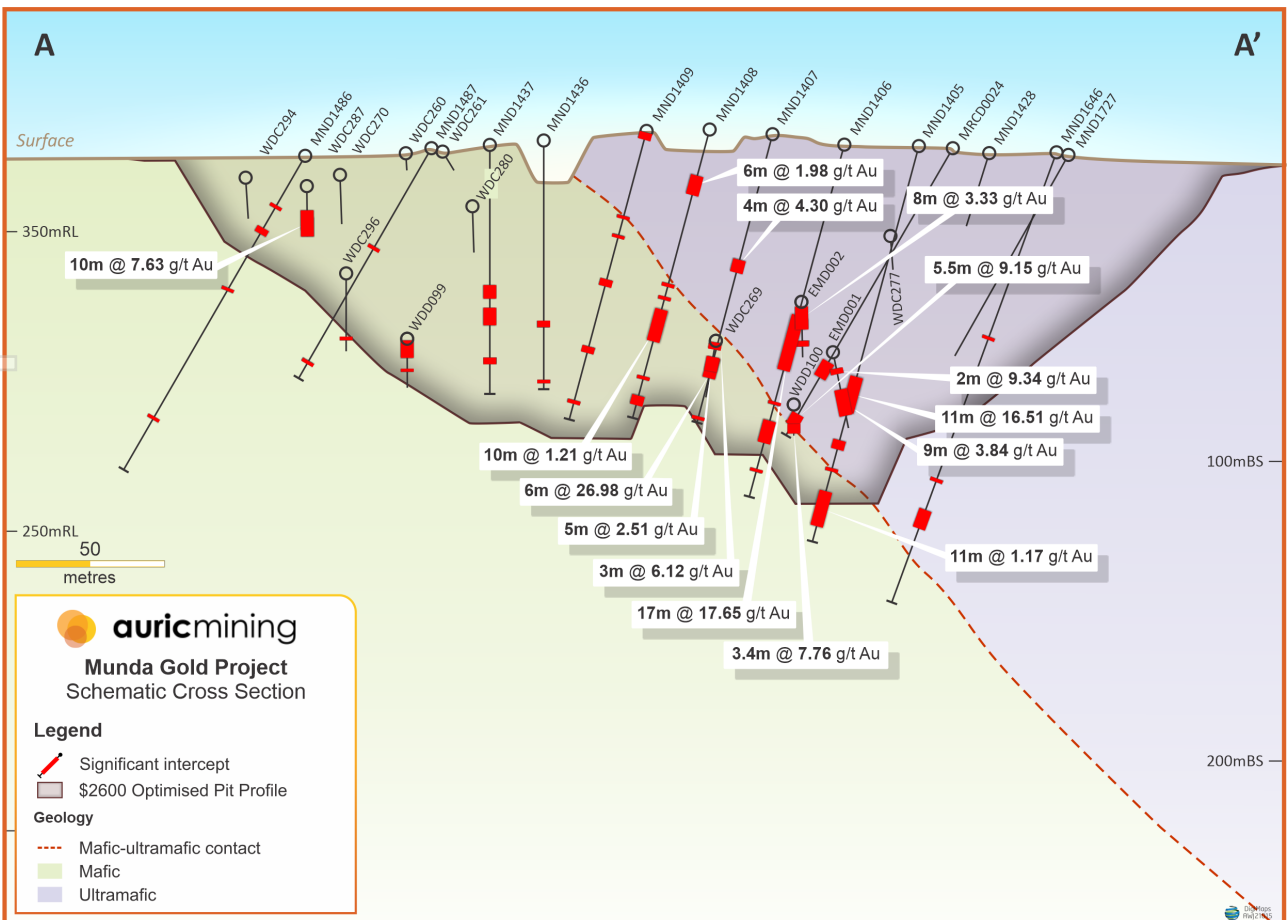 A
A’
WDC294
MND1486
WDC287
WDC270
WDC260
MND1487
WDC261
MND1437
MND1436
MND1409
MND1408
MND1407
MND1406
MND1405
MRCD0024
MND1428
MND1646
MND1727
Surface
WDC280
WDC296
WDD099
WDC269
EMD002
WDD100
EMD001
WDC277
6m @ 1.98 g/t Au
4m @ 4.30 g/t Au
8m @ 3.33 g/t Au
350mRL
10m @ 7.63 g/t Au
5.5m @ 9.15 g/t Au
2m @ 9.34 g/t Au
11m @ 16.51 g/t Au
9m @ 3.84 g/t Au
10m @ 1.21 g/t Au
100mBS
6m @ 26.98 g/t Au
5m @ 2.51 g/t Au
250mRL
11m @ 1.17 g/t Au
3m @ 6.12 g/t Au
17m @ 17.65 g/t Au
3.4m @ 7.76 g/t Au
50
metres
200mBS
auricmining
Munda Gold Project
Schematic Cross Section
Legend
Significant intercept
$2600 Optimised Pit Profile
Geology
Mafic-ultramafic contact
Mafic
Ultramafic
DigMaps